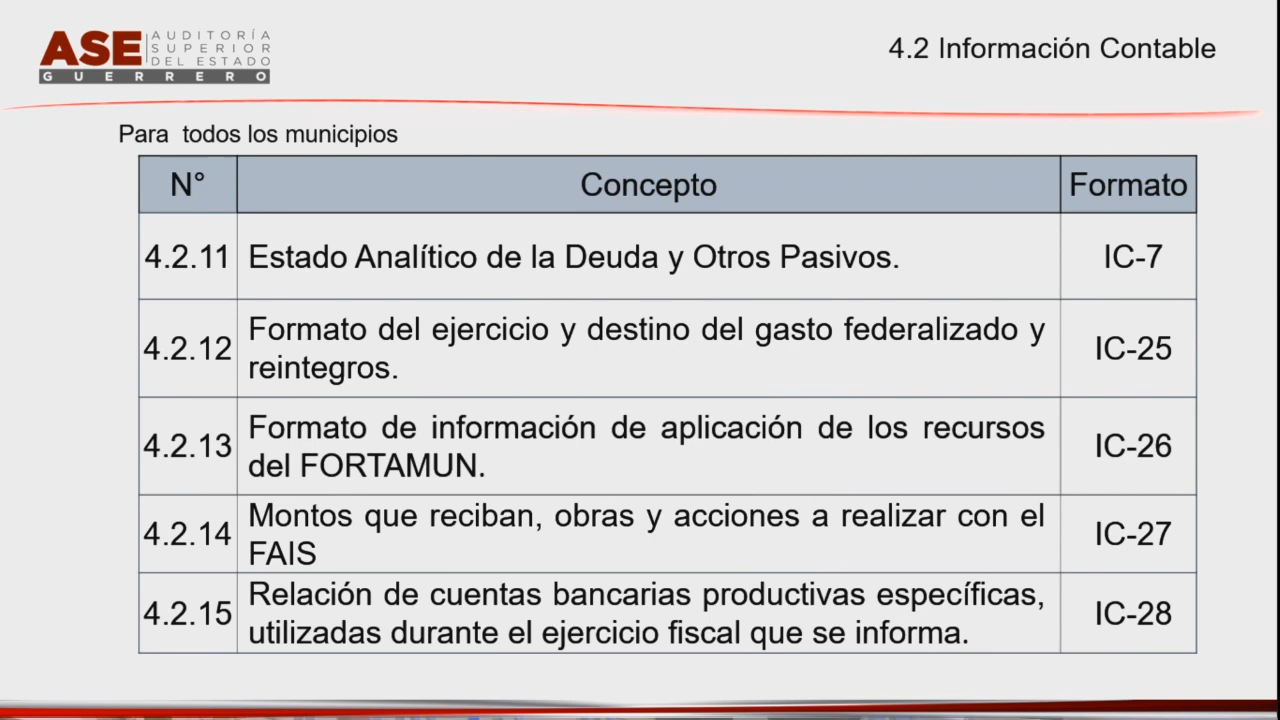 ASE
AUDITORÍA
SUPERIOR
DEL ESTADO
GUERRERO
4.2 Información Contable
Para todos los municipios
N° Concepto Formato
4.2.11 Estado Analítico de la Deuda y Otros Pasivos. IC-7
Formato del ejercicio y destino del gasto federalizado y
4.2.12 reintegros. IC-25
Formato de información de aplicación de los recursos
4.2.13 del FORTAMUN. IC-26
Montos que reciban, obras y acciones a realizar con el
4.2.14 FAIS IC-27
Relación de cuentas bancarias productivas específicas,
4.2.15 utilizadas durante el ejercicio fiscal que se informa. IC-28